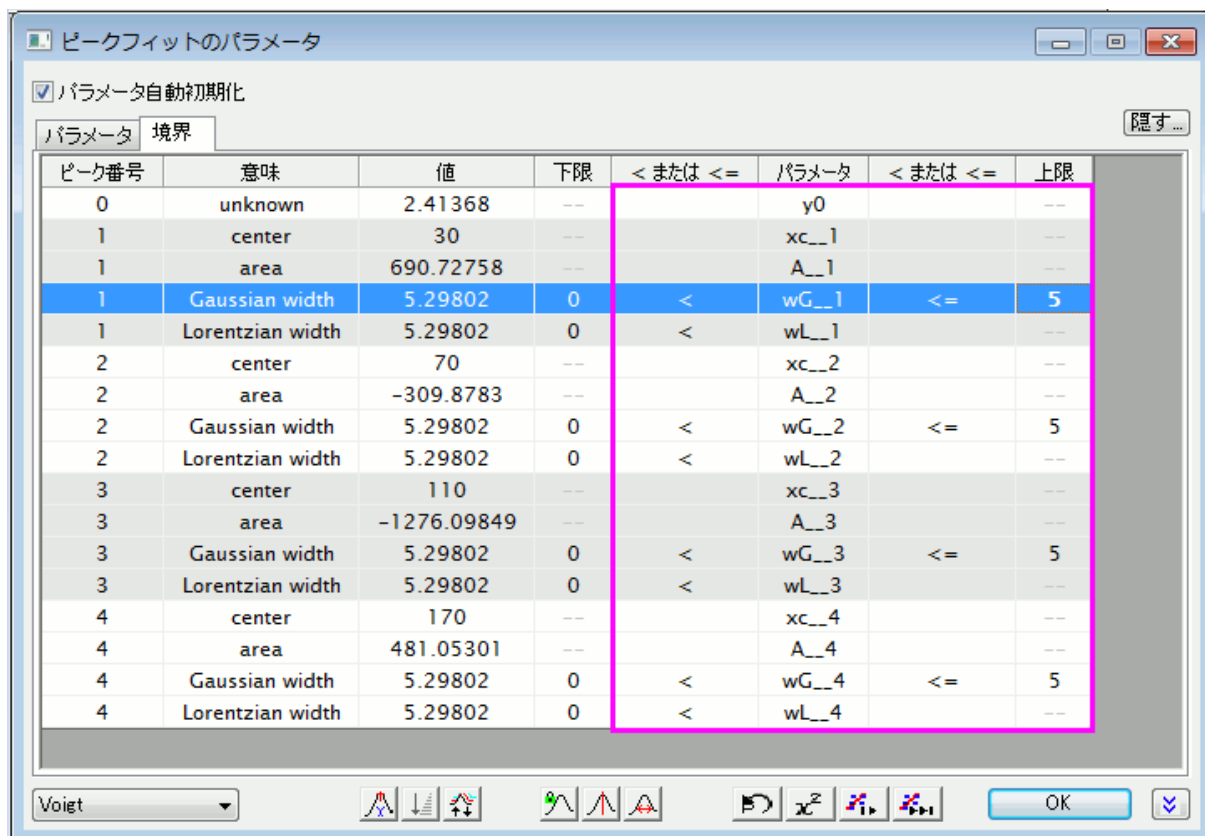 ピークフィットのパラメータ
パラメータ自動初期化
パラメータ 境界 隠す...
ピーク番号 意味 値 下限 < または <= パラメータ < または <= 上限
0 unknown 2.41368 -- y0 --
1 center 30 -- xc__1 --
1 area 690.72758 -- A__1 --
1 Gaussian width 5.29802 0 < wG__1 <= 5
1 Lorentzian width 5.29802 0 < wL__1 --
2 center 70 -- xc__2 --
2 area -309.8783 -- A__2 --
2 Gaussian width 5.29802 0 < wG__2 <= 5
2 Lorentzian width 5.29802 0 < wL__2 --
3 center 110 -- xc__3 --
3 area -1276.09849 -- A__3 --
3 Gaussian width 5.29802 0 < wG__3 <= 5
3 Lorentzian width 5.29802 0 < wL__3 --
4 center 170 -- xc__4 --
4 area 481.05301 -- A__4 --
4 Gaussian width 5.29802 0 < wG__4 <= 5
4 Lorentzian width 5.29802 0 < wL__4 --
Voigt OK